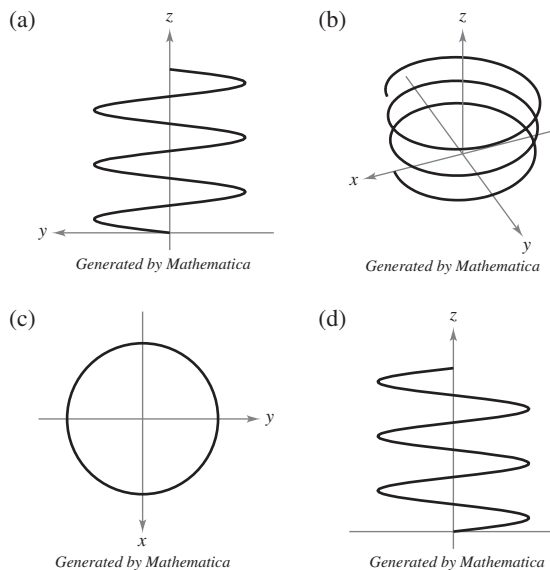 (a)
z
y
Generated by Mathematica
(b)
z
x
y
Generated by Mathematica
(c)
y
x
Generated by Mathematica
(d)
z
Generated by Mathematica